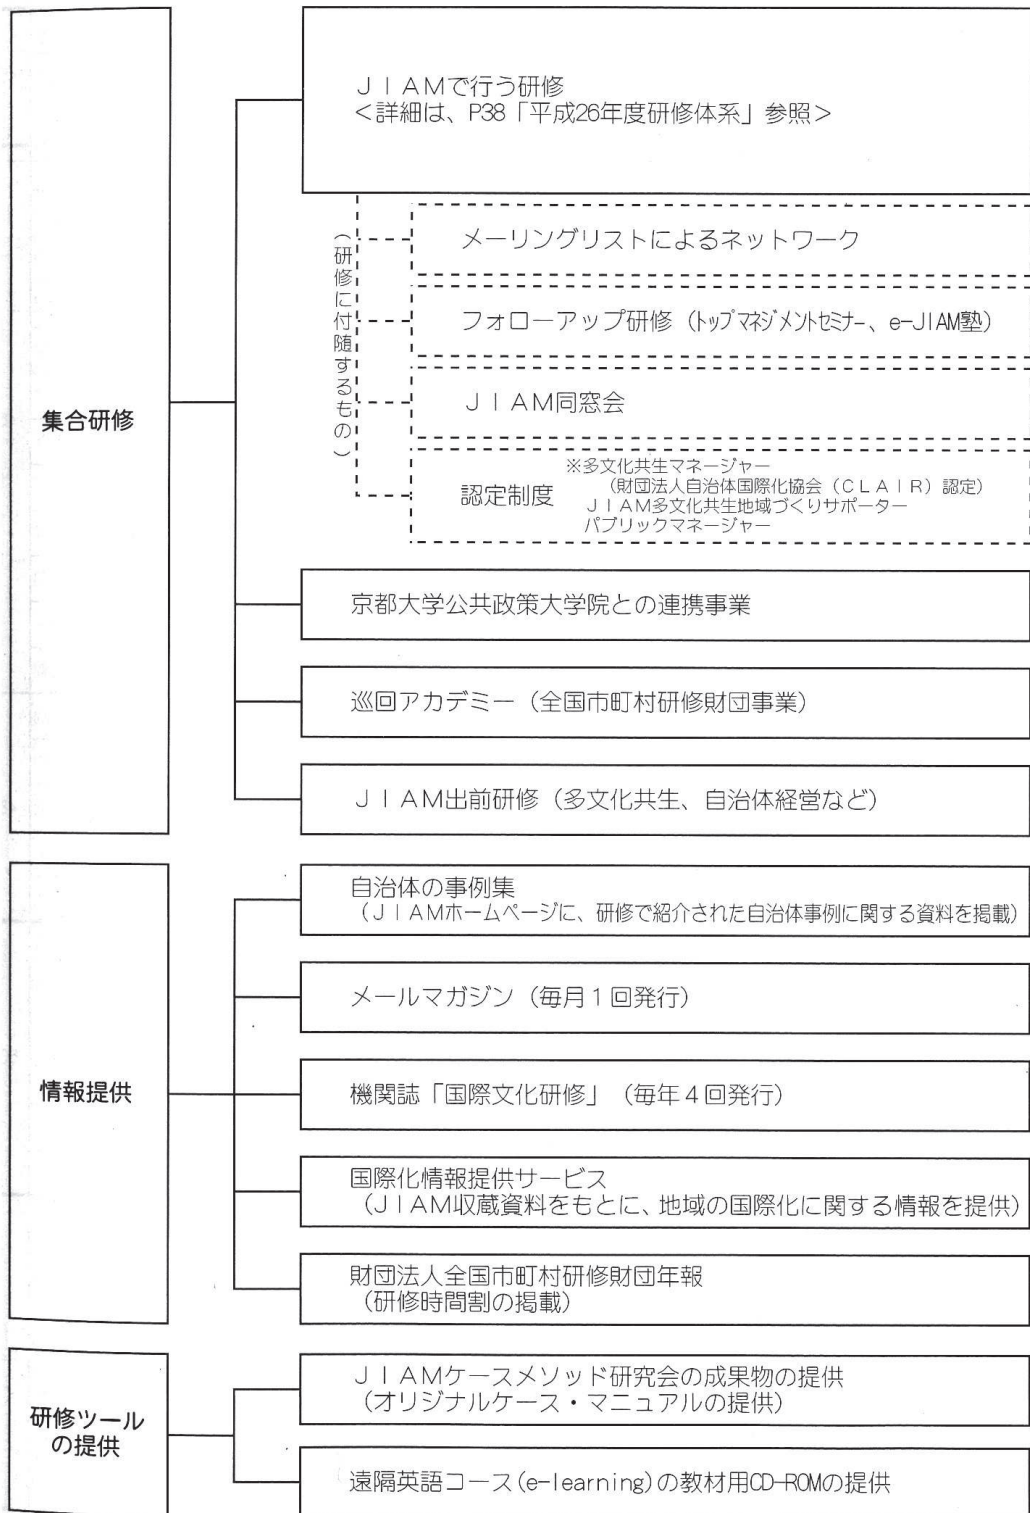 集合研修
ＪＩＡＭで行う研修
＜詳細は、P38「平成26年度研修体系」参照＞
（研修に付随するもの）
メーリングリストによるネットワーク
フォローアップ研修（トップマネジメントセミナー、e-JIAM塾）
ＪＩＡＭ同窓会
認定制度
※多文化共生マネージャー
（財団法人自治体国際化協会（ＣＬＡＩＲ）認定）
ＪＩＡＭ多文化共生地域づくりサポーター
パブリックマネージャー
京都大学公共政策大学院との連携事業
巡回アカデミー（全国市町村研修財団事業）
ＪＩＡＭ出前研修（多文化共生、自治体経営など）
情報提供
自治体の事例集
（ＪＩＡＭホームページに、研修で紹介された自治体事例に関する資料を掲載）
メールマガジン（毎月１回発行）
機関誌「国際文化研修」（毎年４回発行）
国際化情報提供サービス
（ＪＩＡＭ収蔵資料をもとに、地域の国際化に関する情報を提供）
財団法人全国市町村研修財団年報
（研修時間割の掲載）
研修ツール
の提供
ＪＩＡＭケースメソッド研究会の成果物の提供
（オリジナルケース・マニュアルの提供）
遠隔英語コース(e-learning)の教材用CD-ROMの提供